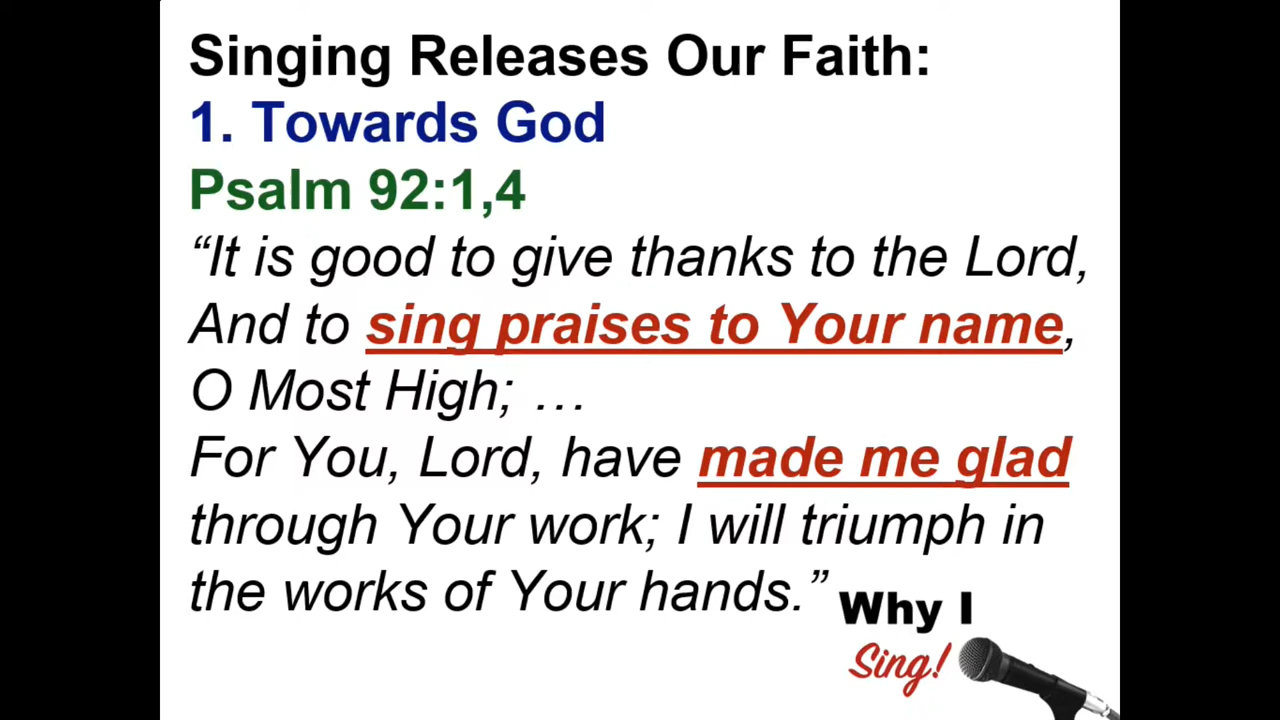 Singing Releases Our Faith:
1. Towards God
Psalm 92:1,4
“It is good to give thanks to the Lord,
And to sing praises to Your name,
O Most High; …
For You, Lord, have made me glad
through Your work; I will triumph in
the works of Your hands.”
Why I
Sing!